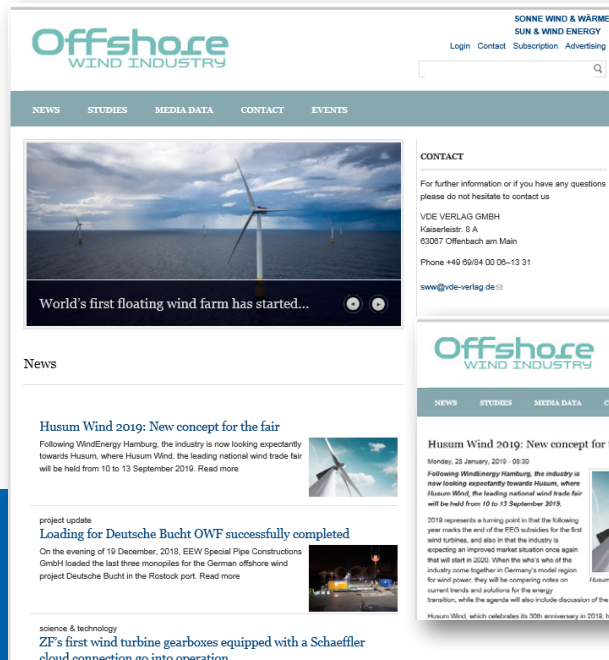 SONNE WIND & WÄRME
SUN & WIND ENERGY
Login Contact Subscription Advertising
Offshore
WIND INDUSTRY
NEWS STUDIES MEDIA DATA CONTACT EVENTS
World's first floating wind farm has started...
CONTACT
For further information or if you have any questions
please do not hesitate to contact us
VDE VERLAG GMBH
Kaiserleistr. 8 A
63067 Offenbach am Main
Phone +49 69/84 00 06–13 31
sww@vde-verlag.de
News
Husum Wind 2019: New concept for the fair
Following WindEnergy Hamburg, the industry is now looking expectantly
towards Husum, where Husum Wind, the leading national wind trade fair
will be held from 10 to 13 September 2019. Read more
project update
Loading for Deutsche Bucht OWF successfully completed
On the evening of 19 December, 2018, EEW Special Pipe Constructions
GmbH loaded the last three monopiles for the German offshore wind
project Deutsche Bucht in the Rostock port. Read more
science & technology
ZF's first wind turbine gearboxes equipped with a Schaeffler
cloud connection go into operation
Offshore
WIND INDUSTRY
NEWS STUDIES MEDIA DATA
Husum Wind 2019: New concept for
Monday, 28 January, 2019 - 08:30
Following WindEnergy Hamburg, the industry is
now looking expectantly towards Husum, where
Husum Wind, the leading national wind trade fair
will be held from 10 to 13 September 2019.
2019 represents a turning point in that the following
year marks the end of the EEG subsidies for the first
wind turbines, and also in that the industry is
expecting an improved market situation once again
that will start in 2020. When the who's who of the
industry come together in Germany's model region
for wind power, they will be comparing notes on
current trends and solutions for the energy
transition, while the agenda will also include discussion of the
Husum
Husum Wind, which celebrates its 30th anniversary in 2019,